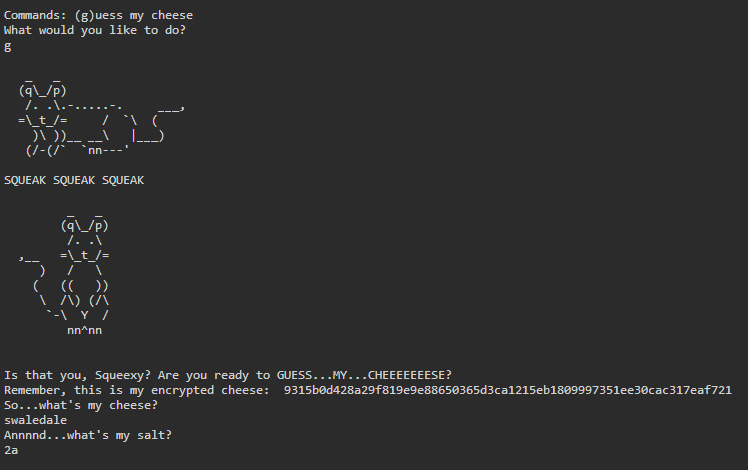 Commands: (g)uess my cheese
What would you like to do?
g
   _   _
  (q\_/p)
   /. .\.-.....-.     ___,
  =\_t_/=     /  `\  (
    )\ ))__ __\   |___)
   (/-(/`  `nn---'
SQUEAK SQUEAK SQUEAK
         _   _
        (q\_/p)
         /. .\
  ,__   =\_t_/=
     )   /   \
    (   ((   ))
     \  /\) (/\
      `-\  Y  /
         nn^nn
Is that you, Squeexy? Are you ready to GUESS...MY...CHEEEEEEESE?
Remember, this is my encrypted cheese:  9315b0d428a29f819e9e88650365d3ca1215eb1809997351ee30cac317eaf721
So...what's my cheese?
swaledale
Annnnd...what's my salt?
2a